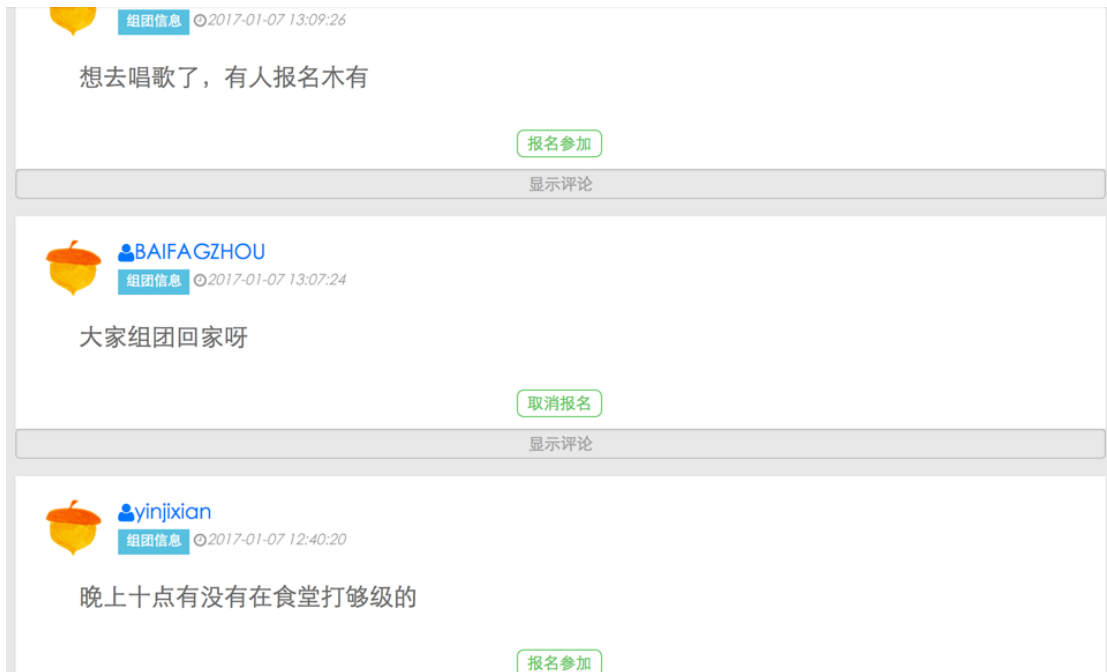 组团信息 2017-01-07 13:09:26
想去唱歌了，有人报名木有
报名参加
显示评论
BAIFAGZHOU
组团信息 2017-01-07 13:07:24
大家组团回家呀
取消报名
显示评论
yinjixian
组团信息 2017-01-07 12:40:20
晚上十点有没有在食堂打够级的
报名参加